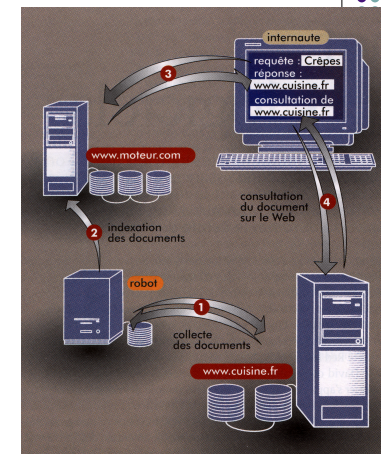 internaute
requête : Crêpes
réponse :
www.cuisine.fr
consultation de
www.cuisine.fr
3
www.moteur.com
consultation
du document
sur le Web
4
2
indexation
des documents
robot
1
collecte
des documents
www.cuisine.fr